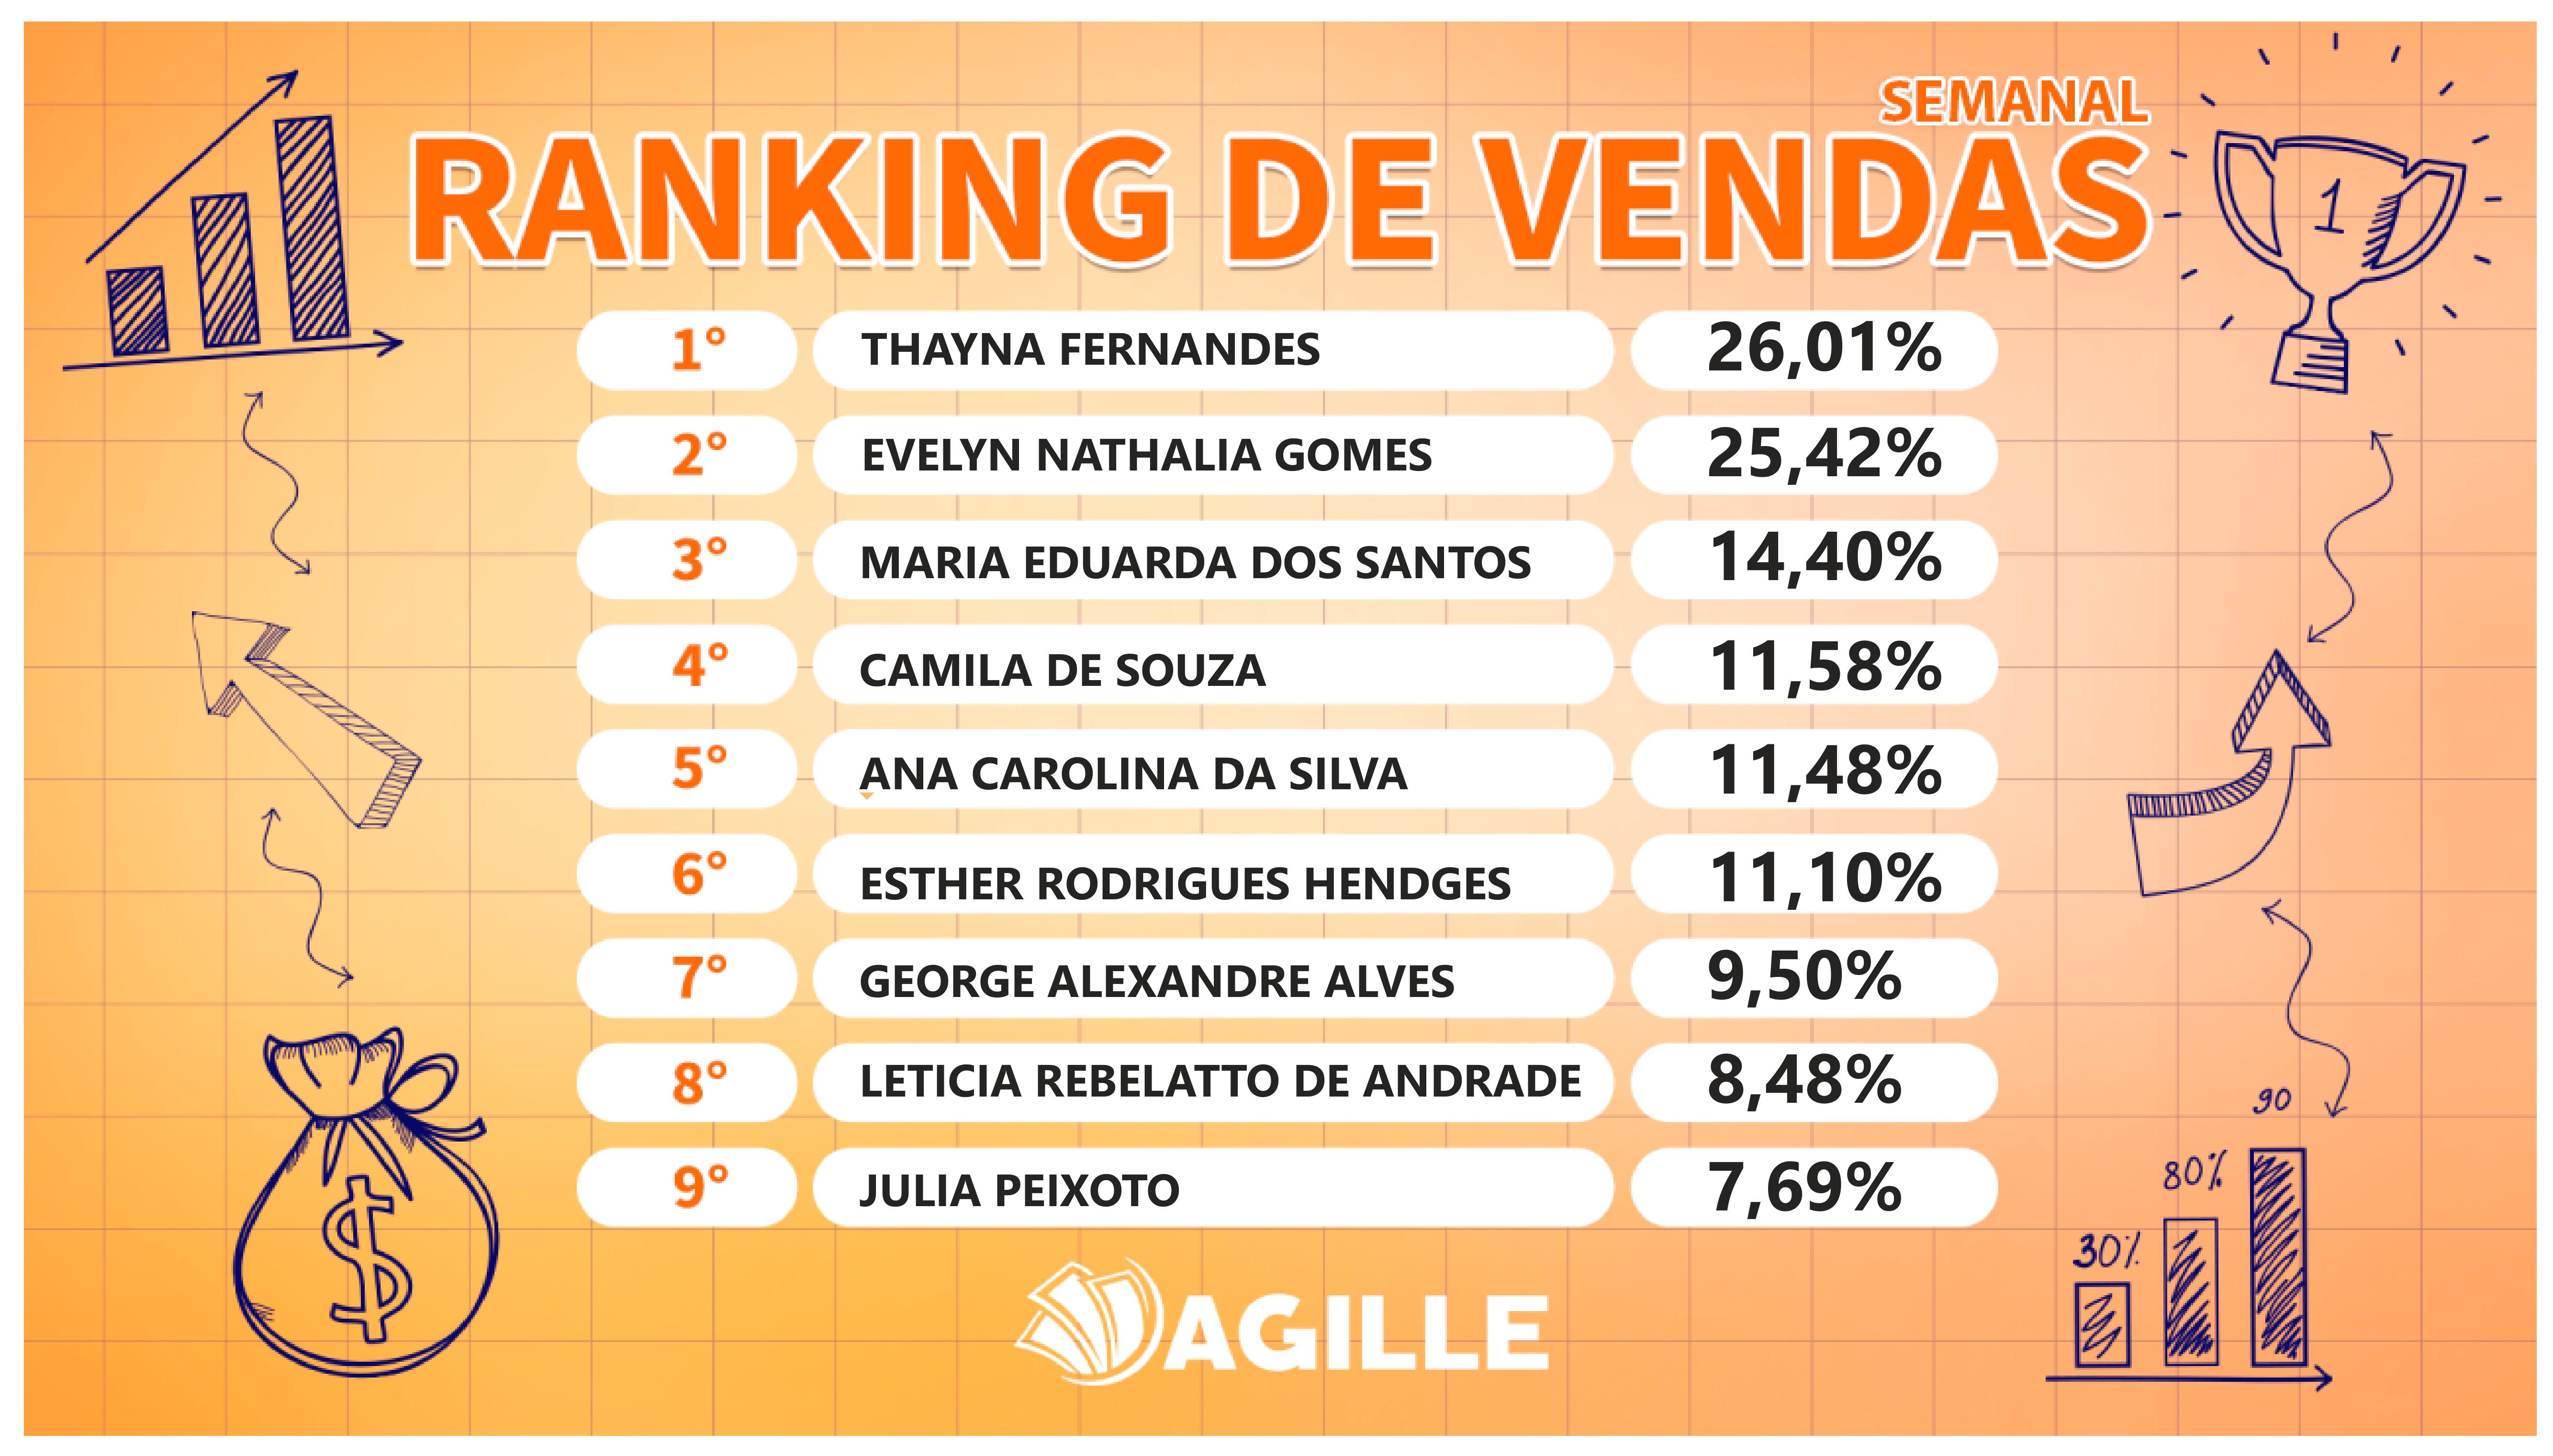 SEMANAL
RANKING DE VENDAS
1
1° THAYNA FERNANDES 26,01%
2° EVELYN NATHALIA GOMES 25,42%
3° MARIA EDUARDA DOS SANTOS 14,40%
4° CAMILA DE SOUZA 11,58%
5° ANA CAROLINA DA SILVA 11,48%
6° ESTHER RODRIGUES HENDGES 11,10%
7° GEORGE ALEXANDRE ALVES 9,50%
8° LETICIA REBELATTO DE ANDRADE 8,48%
9° JULIA PEIXOTO 7,69%
90
80%
30%
$
AGILLE